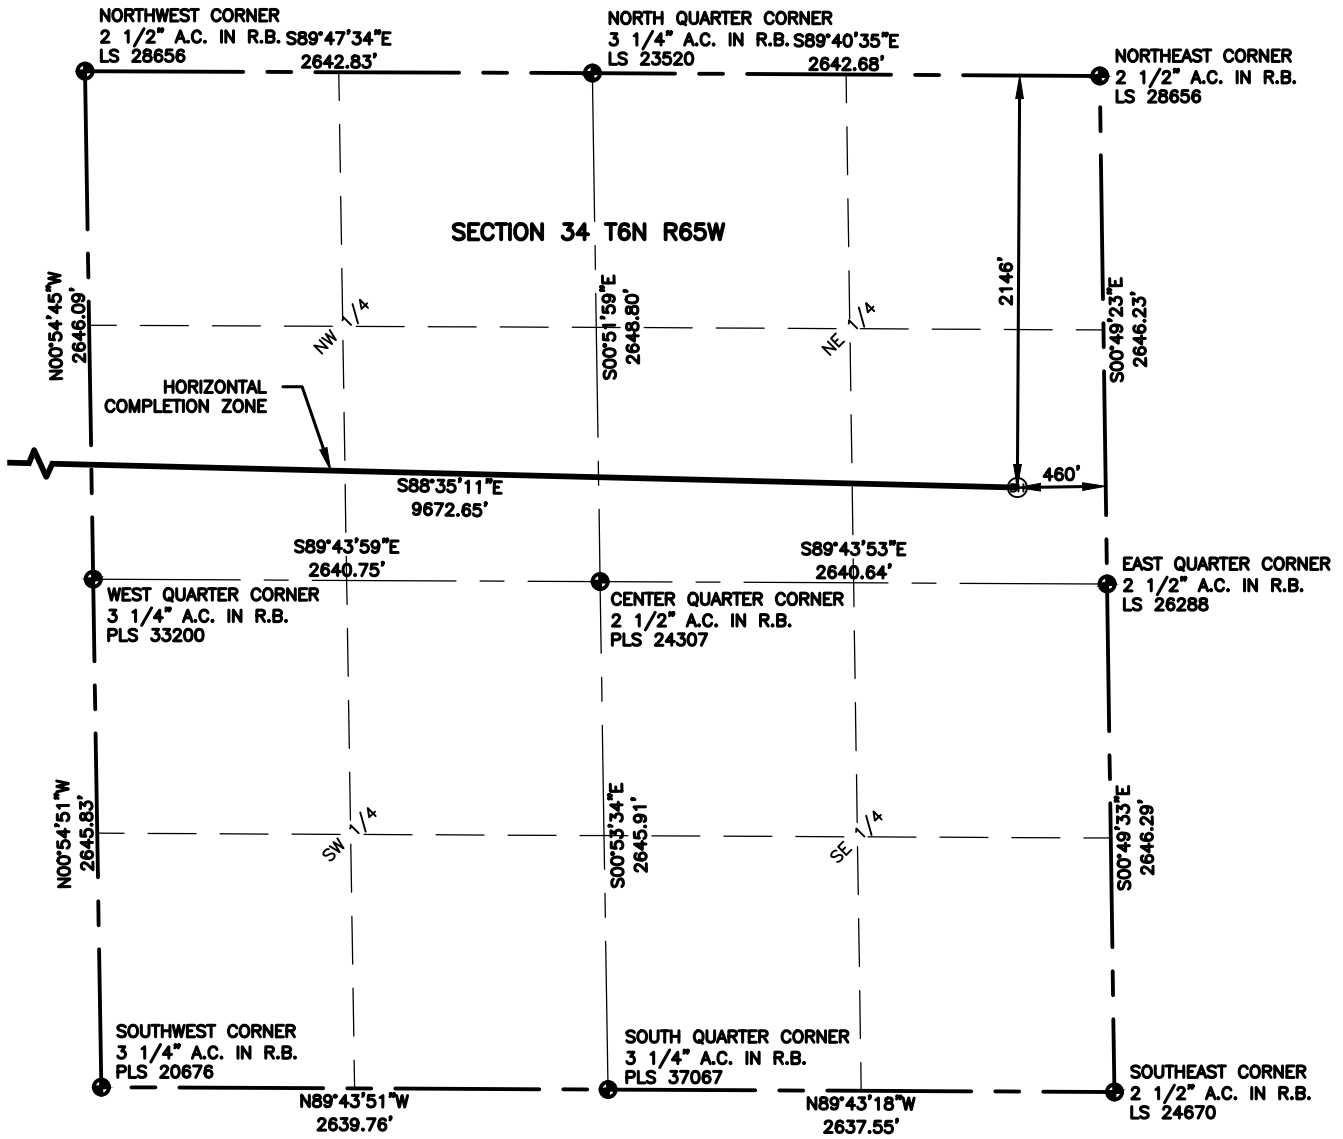 NORTHWEST CORNER
2 1/2" A.C. IN R.B.
LS 28656
S89°47'34"E
2642.83'
NORTH QUARTER CORNER
3 1/4" A.C. IN R.B.
LS 23520
S89°40'35"E
2642.68'
NORTHEAST CORNER
2 1/2" A.C. IN R.B.
LS 28656
SECTION 34 T6N R65W
N00°54'45"W
2646.09'
NW 1/4
S00°51'59"E
2648.80'
NE 1/4
2146'
S00°49'23"E
2646.23'
HORIZONTAL
COMPLETION ZONE
S88°35'11"E
9672.65'
460'
S89°43'59"E
2640.75'
S89°43'53"E
2640.64'
WEST QUARTER CORNER
3 1/4" A.C. IN R.B.
PLS 33200
CENTER QUARTER CORNER
2 1/2" A.C. IN R.B.
PLS 24307
EAST QUARTER CORNER
2 1/2" A.C. IN R.B.
LS 26288
N00°54'51"W
2645.83'
SW 1/4
S00°53'34"E
2645.91'
SE 1/4
S00°49'33"E
2646.29'
SOUTHWEST CORNER
3 1/4" A.C. IN R.B.
PLS 20676
N89°43'51"W
2639.76'
SOUTH QUARTER CORNER
3 1/4" A.C. IN R.B.
PLS 37067
N89°43'18"W
2637.55'
SOUTHEAST CORNER
2 1/2" A.C. IN R.B.
LS 24670